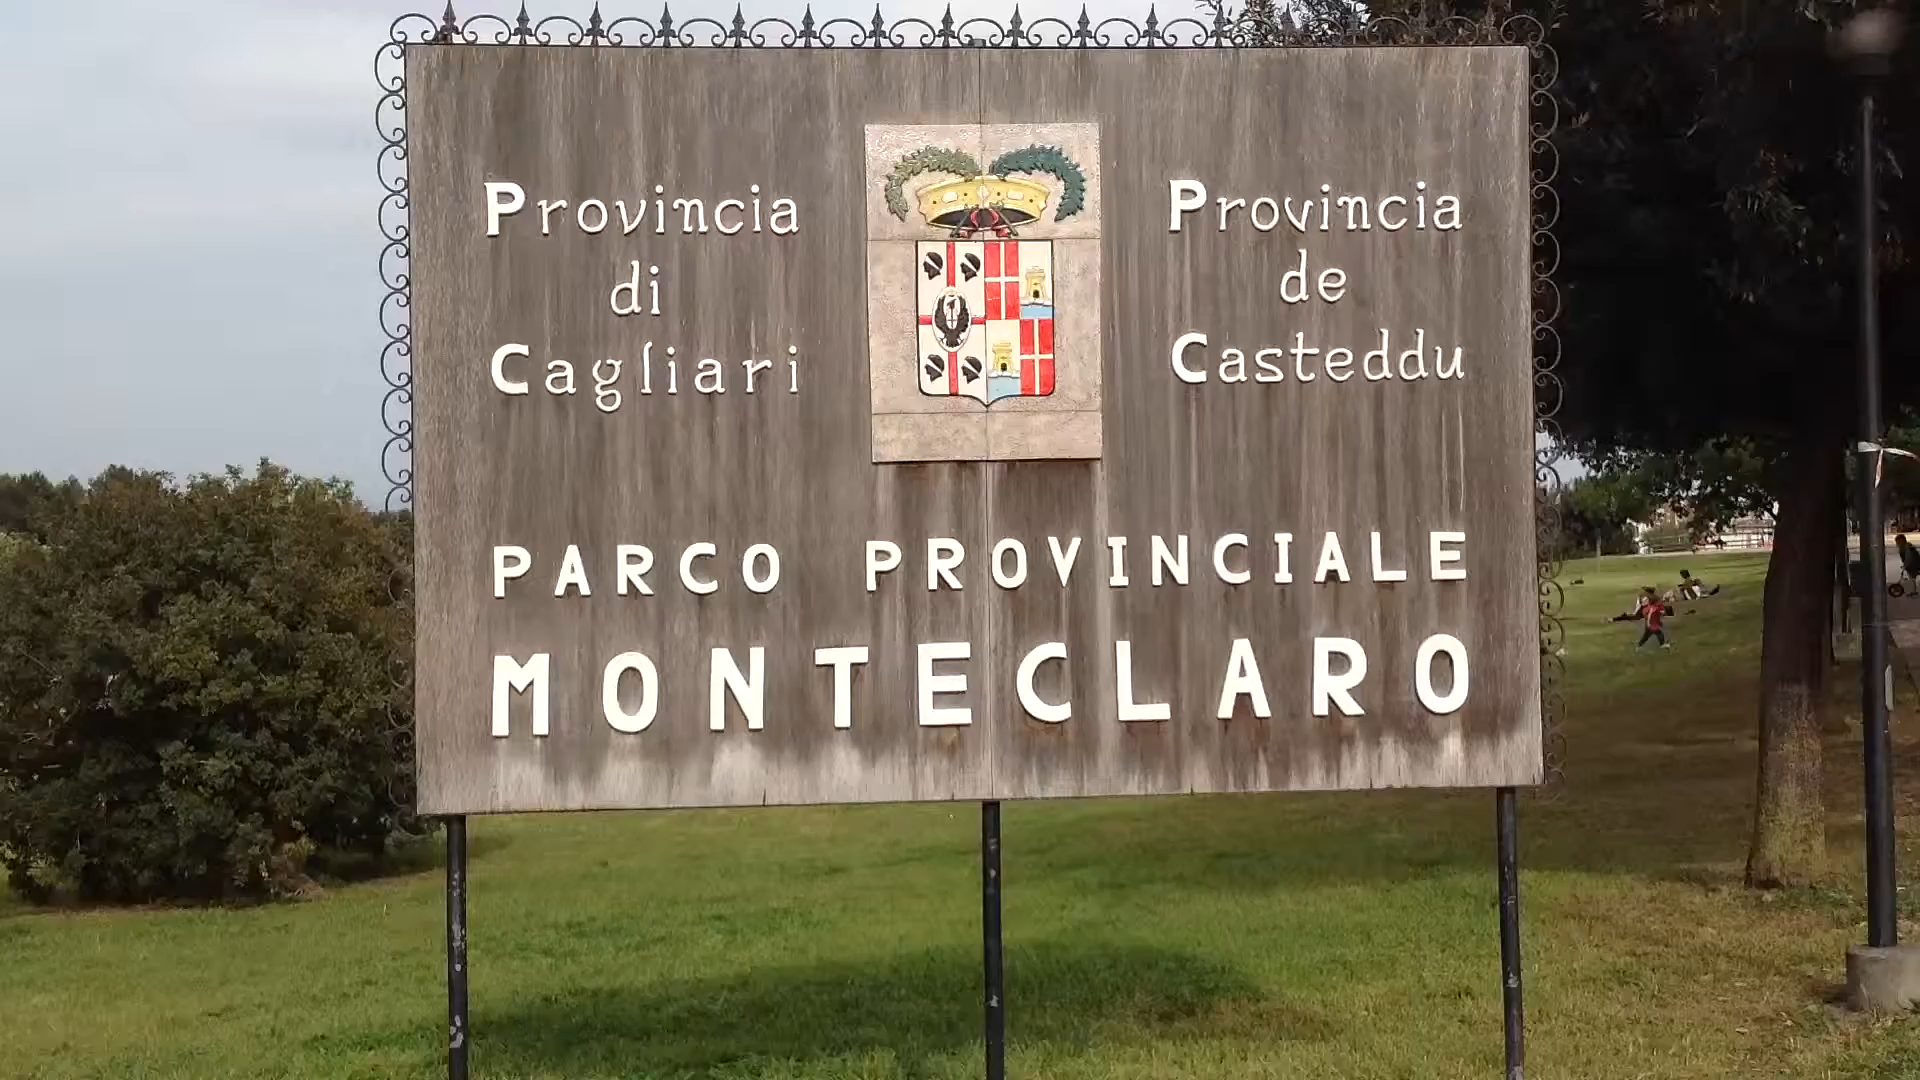 Provincia
di
Cagliari
Provincia
de
Casteddu
PARCO PROVINCIALE
MONTECLARO